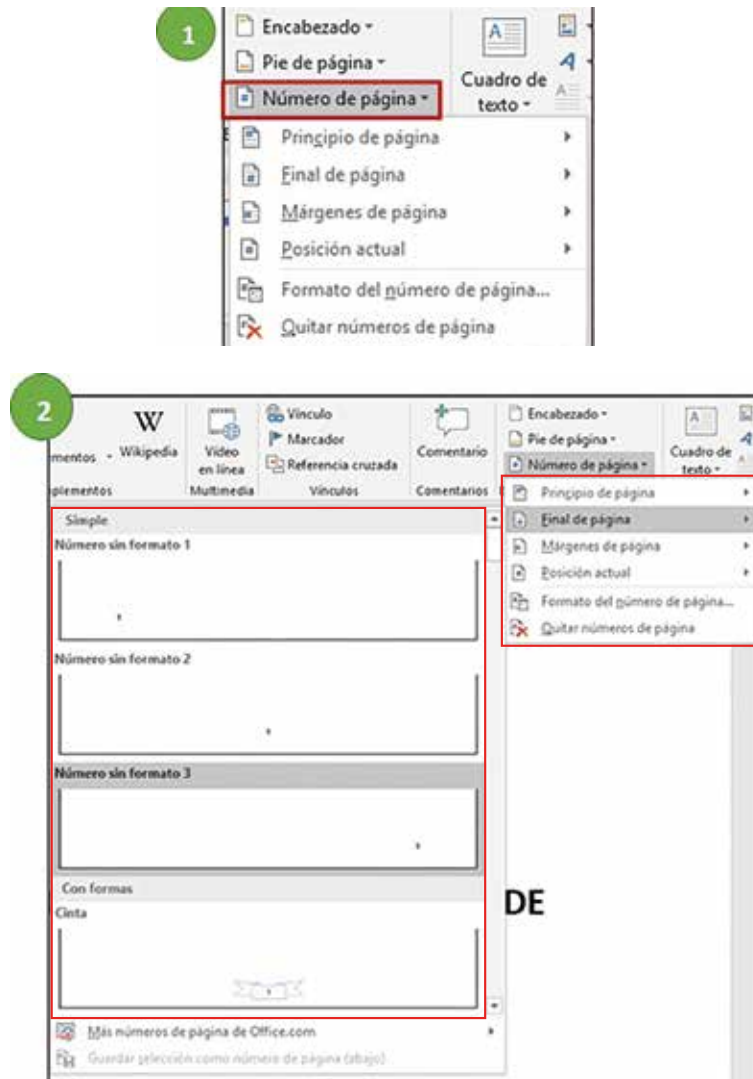 1
Encabezado
Pie de página
Número de página
Cuadro de
texto
Principio de página
Final de página
Márgenes de página
Posición actual
Formato del número de página...
Quitar números de página
2
mentos
Wikipedia
Vídeo
en línea
Vínculo
Marcador
Referencia cruzada
Comentario
Encabezado
Pie de página
Número de página
Cuadro de
texto
plementos
Multimedia
Vínculos
Comentarios
Principio de página
Final de página
Márgenes de página
Posición actual
Formato del número de página...
Quitar números de página
Simple
Número sin formato 1
Número sin formato 2
Número sin formato 3
Con formas
Cinta
DE
Más números de página de Office.com
Guardar selección como número de página (abajo)